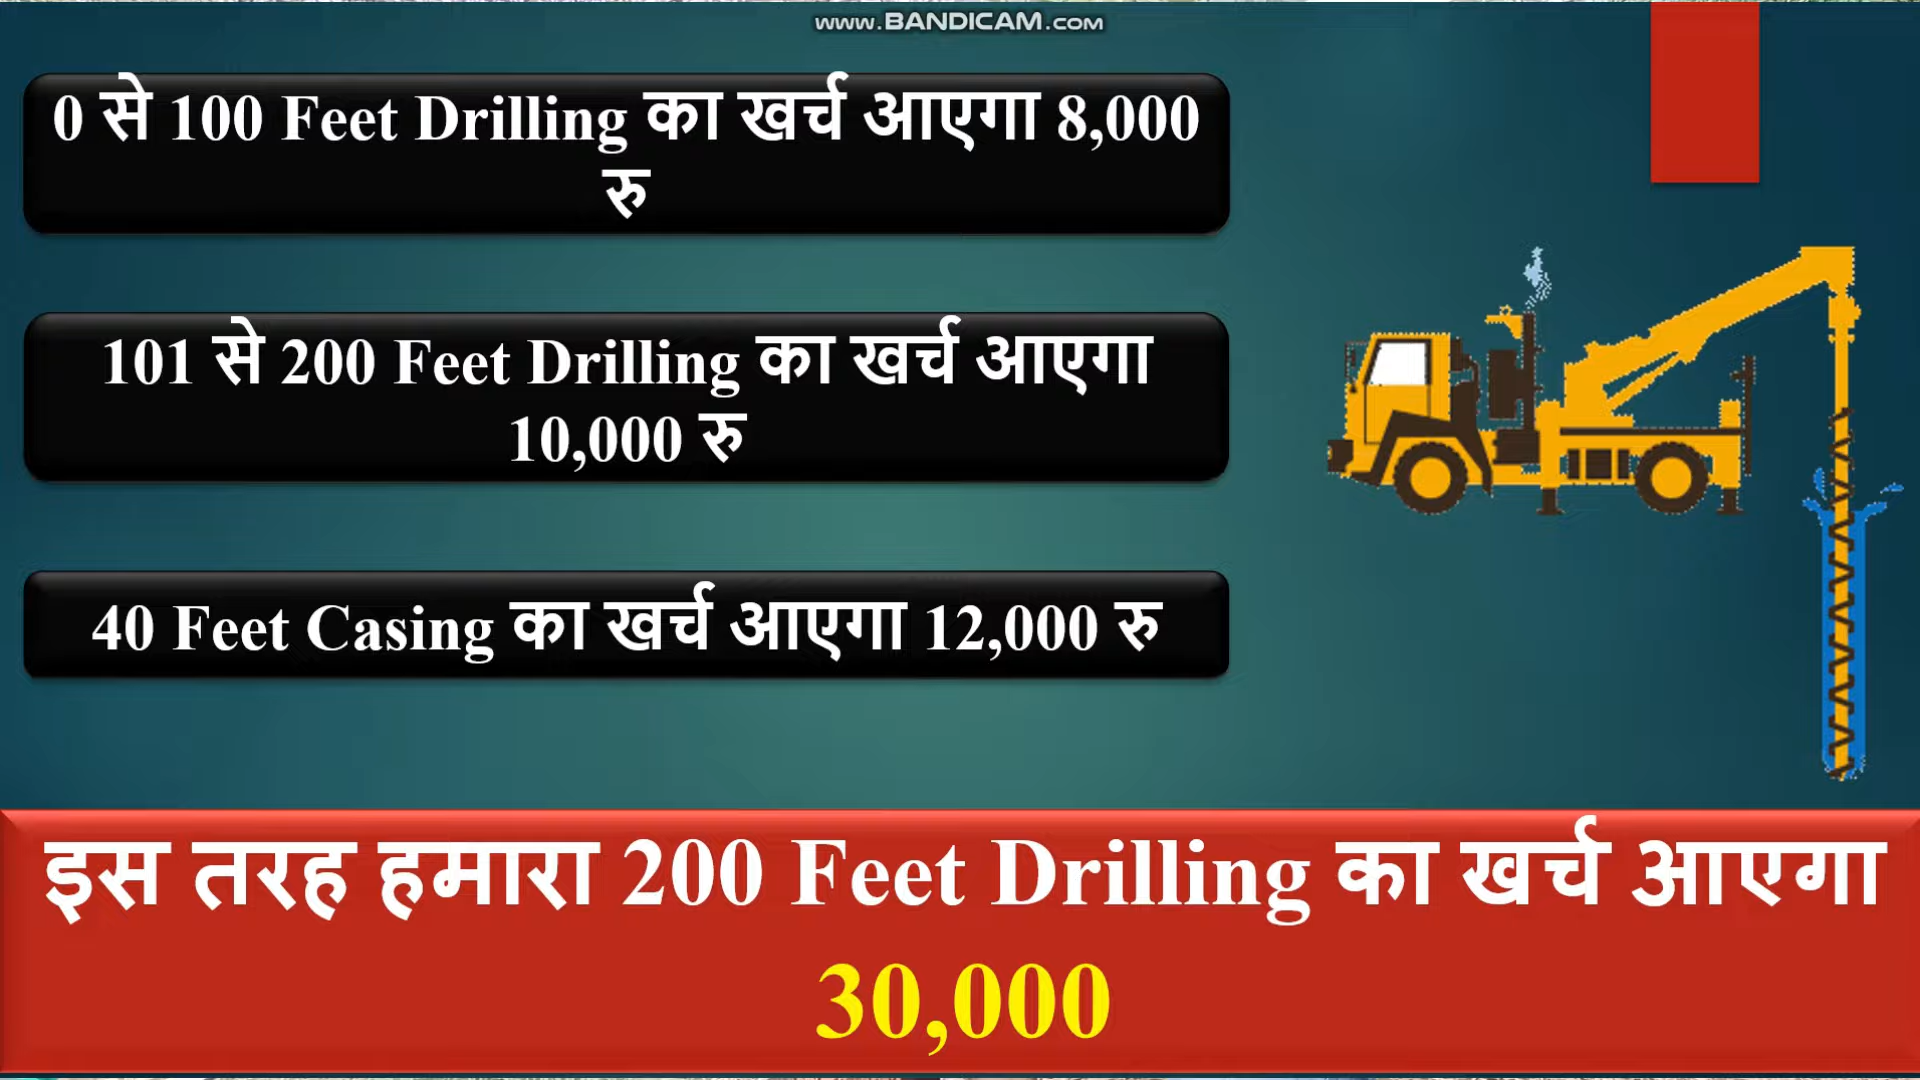 www.BANDICAM.com
0 से 100 Feet Drilling का खर्च आएगा 8,000
रु
101 से 200 Feet Drilling का खर्च आएगा
10,000 रु
40 Feet Casing का खर्च आएगा 12,000 रु
इस तरह हमारा 200 Feet Drilling का खर्च आएगा
30,000